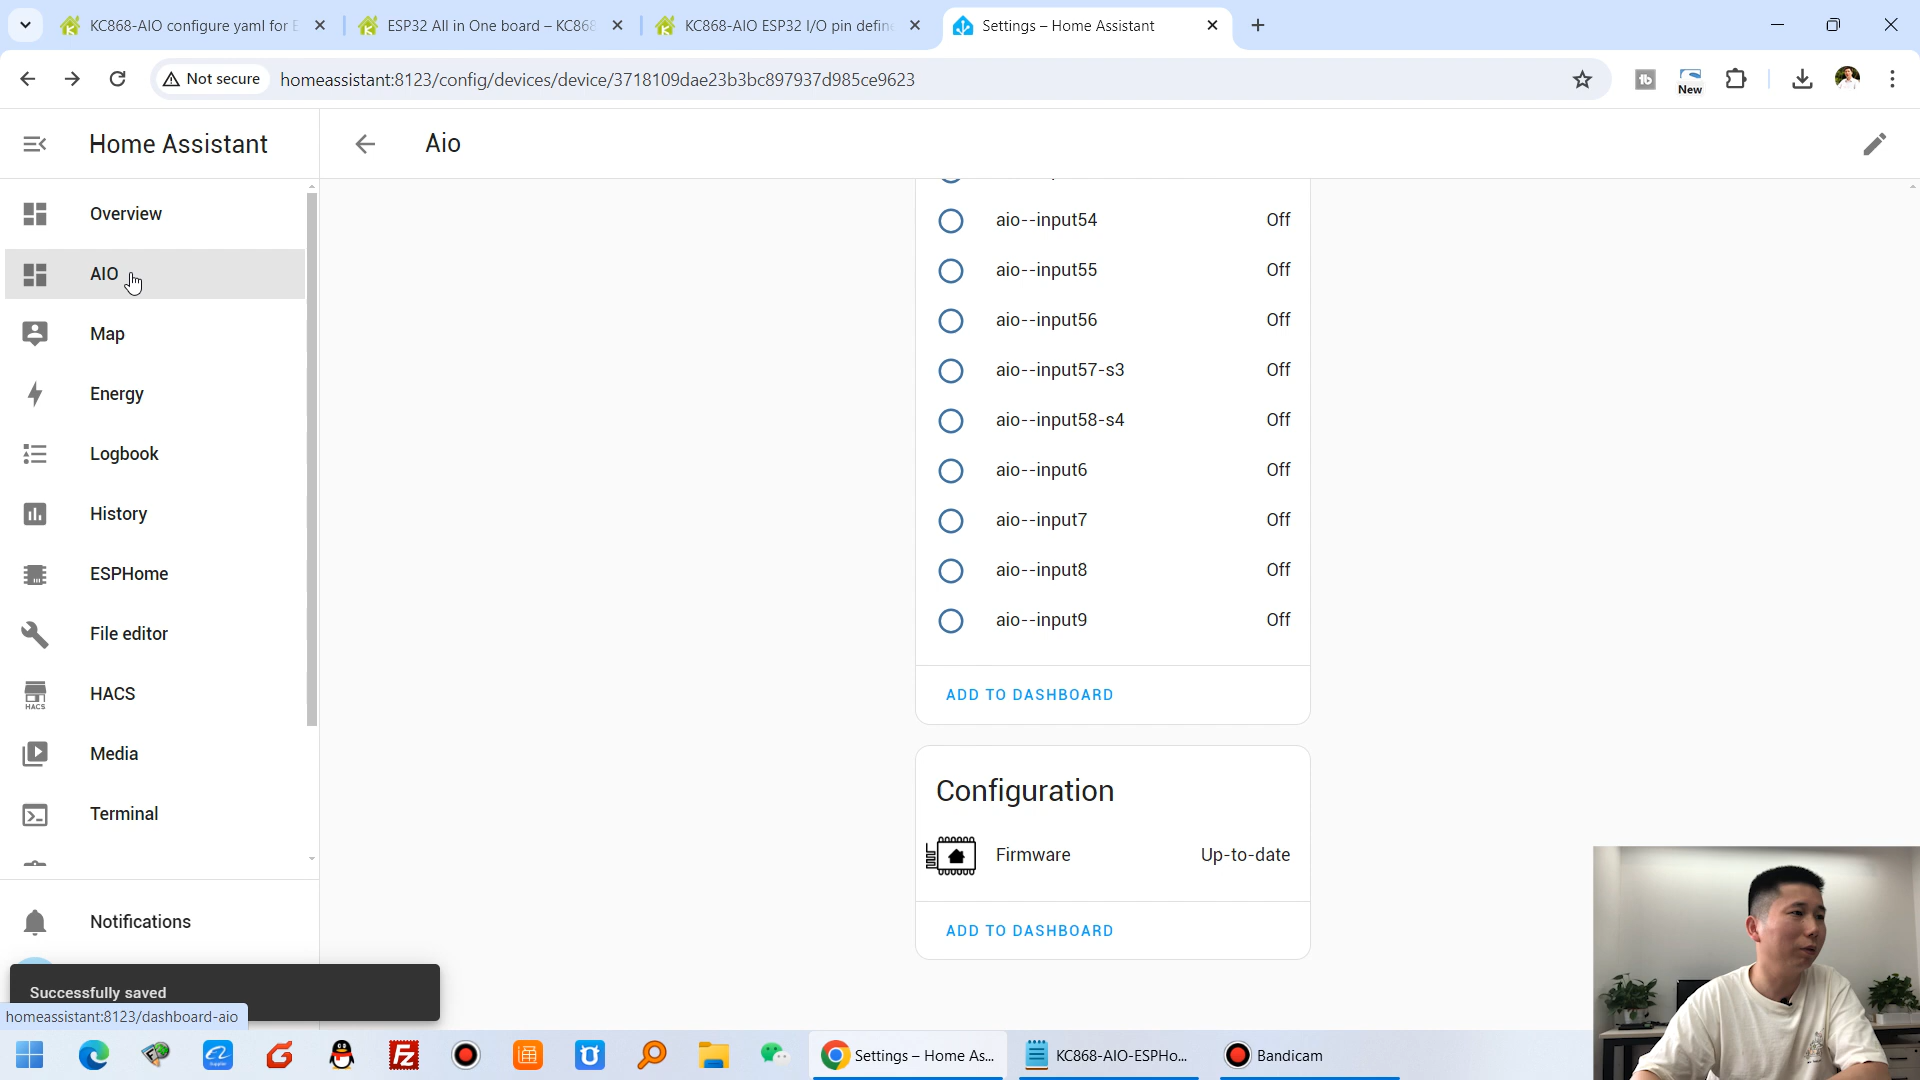 KC868-AIO configure yaml for E
ESP32 All in One board – KC868
KC868-AIO ESP32 I/O pin define
Settings – Home Assistant
Not secure
homeassistant:8123/config/devices/device/3718109dae23b3bc897937d985ce9623
New
Home Assistant
Aio
Overview
AIO
Map
Energy
Logbook
History
ESPHome
File editor
HACS
HACS
Media
Terminal
Notifications
Successfully saved
homeassistant:8123/dashboard-aio
aio--input54 Off
aio--input55 Off
aio--input56 Off
aio--input57-s3 Off
aio--input58-s4 Off
aio--input6 Off
aio--input7 Off
aio--input8 Off
aio--input9 Off
ADD TO DASHBOARD
Configuration
Firmware Up-to-date
ADD TO DASHBOARD
Settings – Home As...
KC868-AIO-ESPHo...
Bandicam